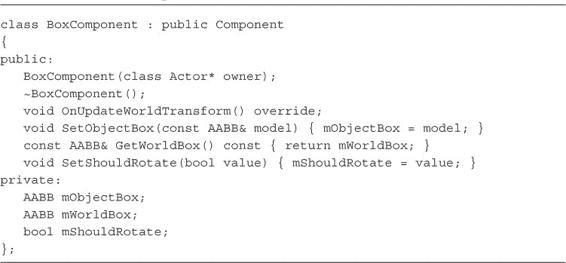 class BoxComponent : public Component
{
public:
   BoxComponent(class Actor* owner);
   ~BoxComponent();
   void OnUpdateWorldTransform() override;
   void SetObjectBox(const AABB& model) { mObjectBox = model; }
   const AABB& GetWorldBox() const { return mWorldBox; }
   void SetShouldRotate(bool value) { mShouldRotate = value; }
private:
   AABB mObjectBox;
   AABB mWorldBox;
   bool mShouldRotate;
};